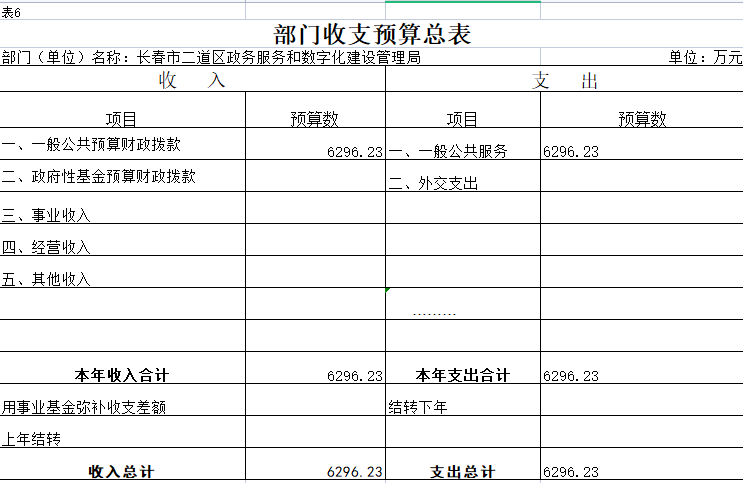 表6
部门收支预算总表
部门（单位）名称：长春市二道区政务服务和数字化建设管理局 单位：万元
收 入 支 出
项目 预算数 项目 预算数
一、一般公共预算财政拨款 6296.23 一、一般公共服务 6296.23
二、政府性基金预算财政拨款 二、外交支出
三、事业收入
四、经营收入
五、其他收入
………
本年收入合计 6296.23 本年支出合计 6296.23
用事业基金弥补收支差额 结转下年
上年结转
收入总计 6296.23 支出总计 6296.23